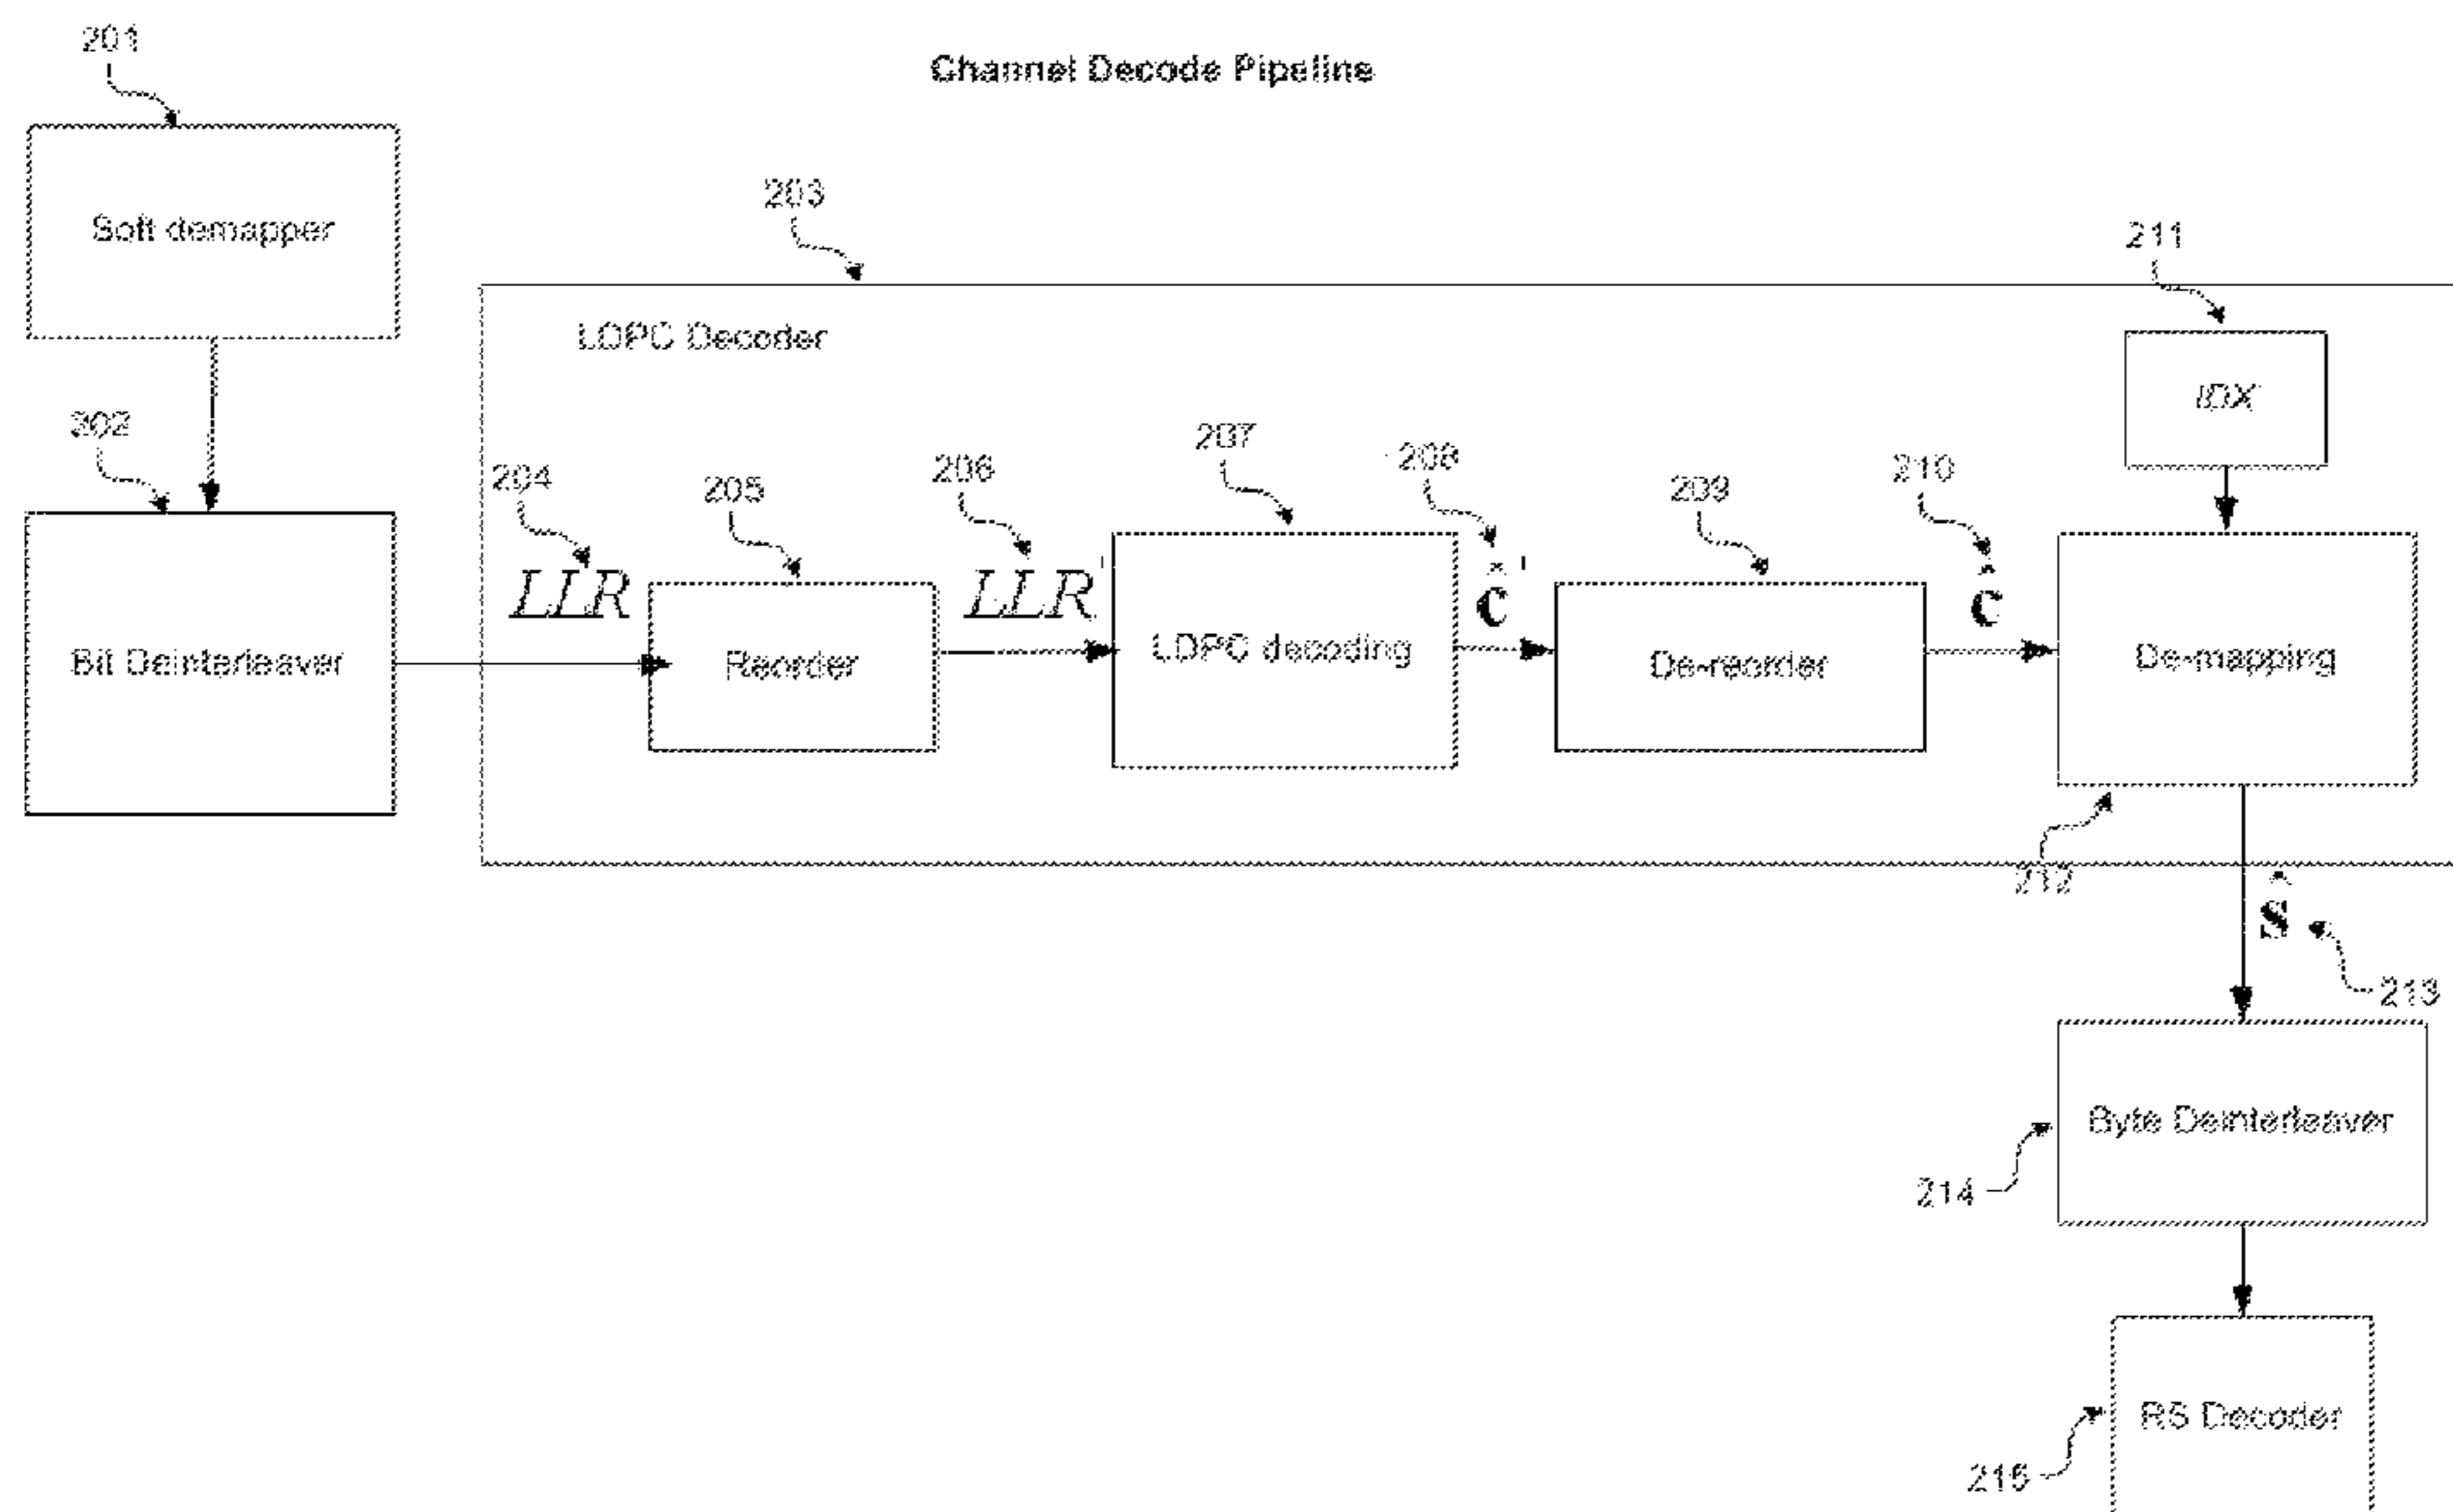 201
Channel Decode Pipeline
Soft demapper
203
211
LDPC Decoder
IDX
302
204
205
206
207
208
209
210
LLR
LLR'
ĉ'
ĉ
Bit Deinterleaver
Reorder
LDPC decoding
De-reorder
De-mapping
212
ŝ
213
Byte Deinterleaver
214
RS Decoder